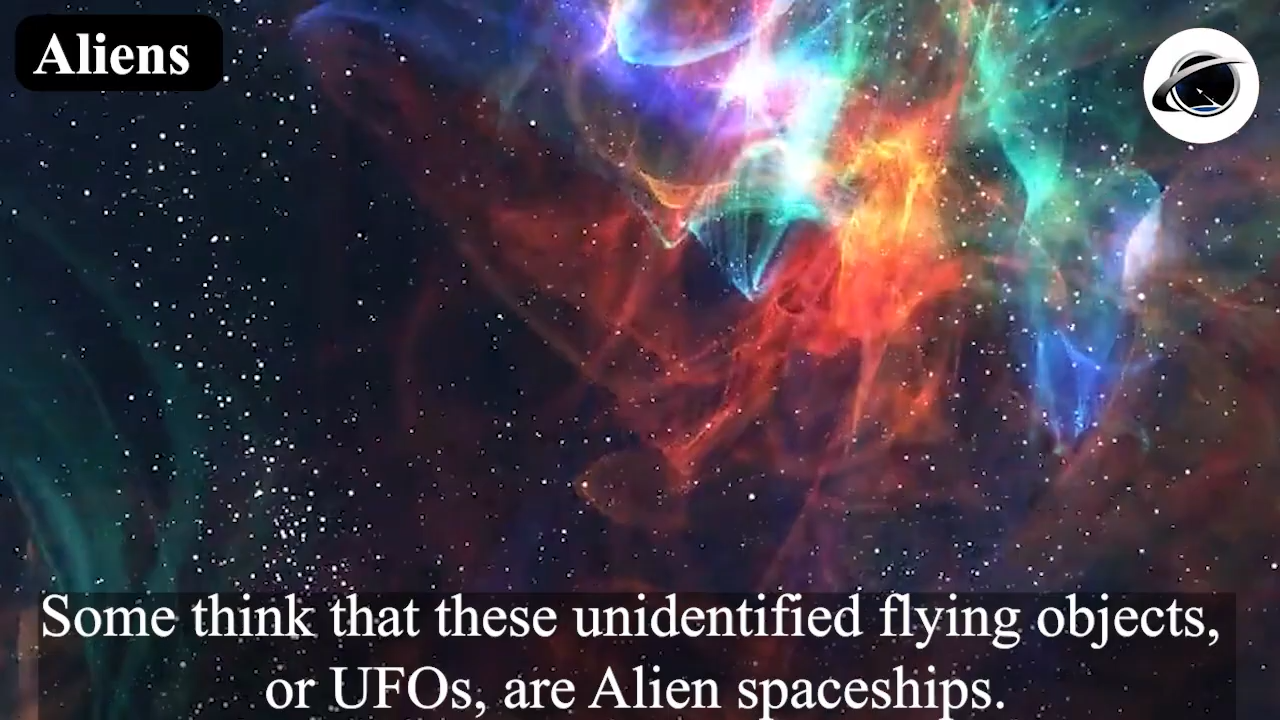 Aliens
Some think that these unidentified flying objects,
or UFOs, are Alien spaceships.